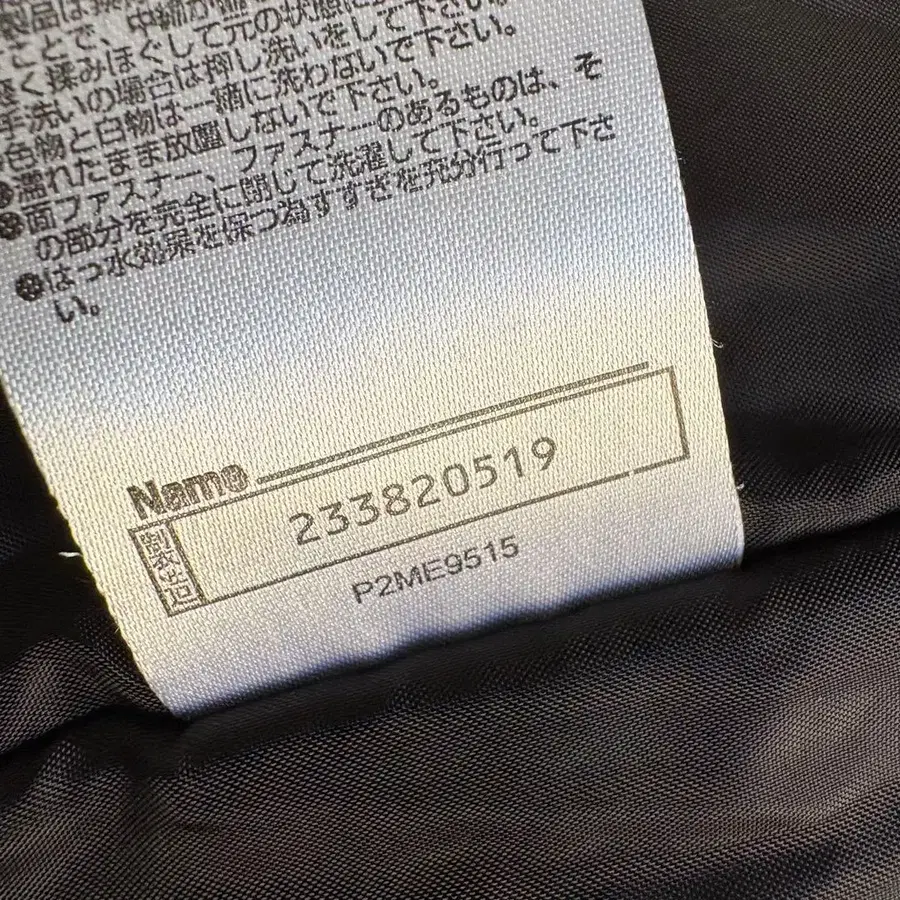 ことで、中綿が
軽く揉みほぐして元の状態に
手洗いの場合は押し洗いをして下さい。
●色物と白物は一緒に洗わないで下さい。
●濡れたまま放置しないで下さい。
●面ファスナー、ファスナーのあるものは、そ
の部分を完全に閉じて洗濯して下さい。
●はっ水効果を保つ為すすぎを充分行って下さ
い。
Name
製造
233820519
P2ME9515